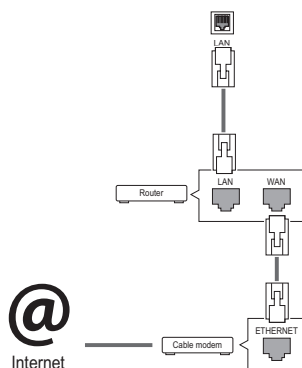 LAN
LAN
WAN
Router
ETHERNET
@
Cable modem
Internet